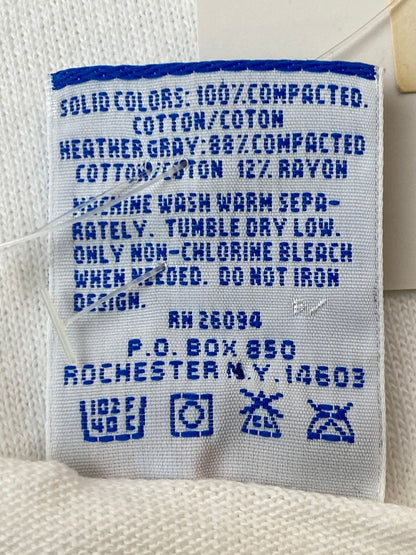 SOLID COLORS: 100% COMPACTED.
COTTON/COTON
HEATHER GRAY: 88% COMPACTED
COTTON/COTON 12% RAYON
MACHINE WASH WARM SEPA-
RATELY. TUMBLE DRY LOW.
ONLY NON-CHLORINE BLEACH
WHEN NEEDED. DO NOT IRON
DESIGN.
RN 26094
P.O. BOX 850
ROCHESTER N.Y. 14603
102 F
40 C
CL